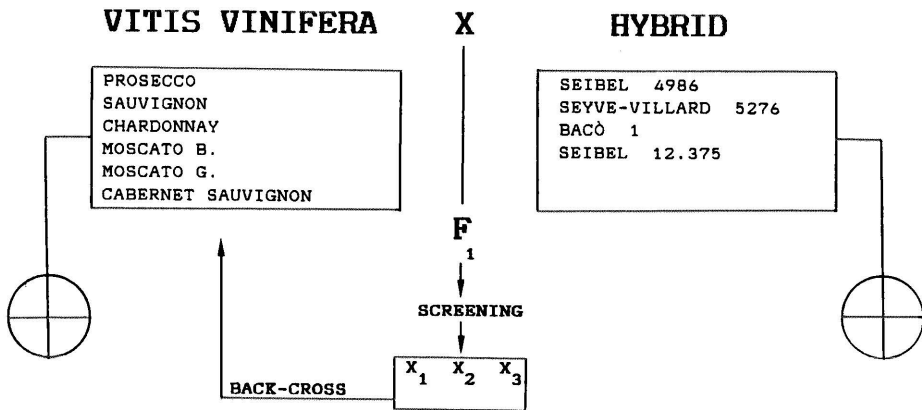 VITIS VINIFERA X HYBRID
PROSECCO
SAUVIGNON
CHARDONNAY
MOSCATO B.
MOSCATO G.
CABERNET SAUVIGNON
SEIBEL 4986
SEYVE-VILLARD 5276
BACÒ 1
SEIBEL 12.375
F1
SCREENING
X1 X2 X3
BACK-CROSS